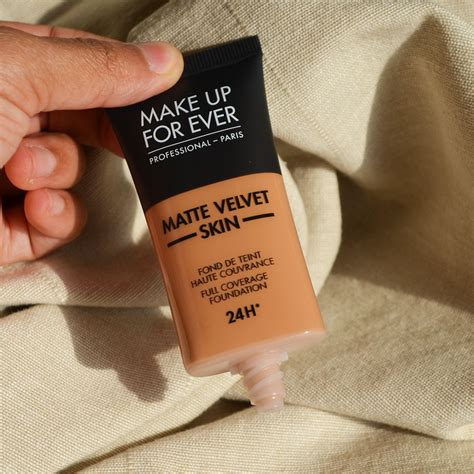 MAKE UP
FOR EVER
PROFESSIONAL – PARIS
MATTE VELVET
SKIN
FOND DE TEINT
HAUTE COUVRANCE
FULL COVERAGE
FOUNDATION
24H*